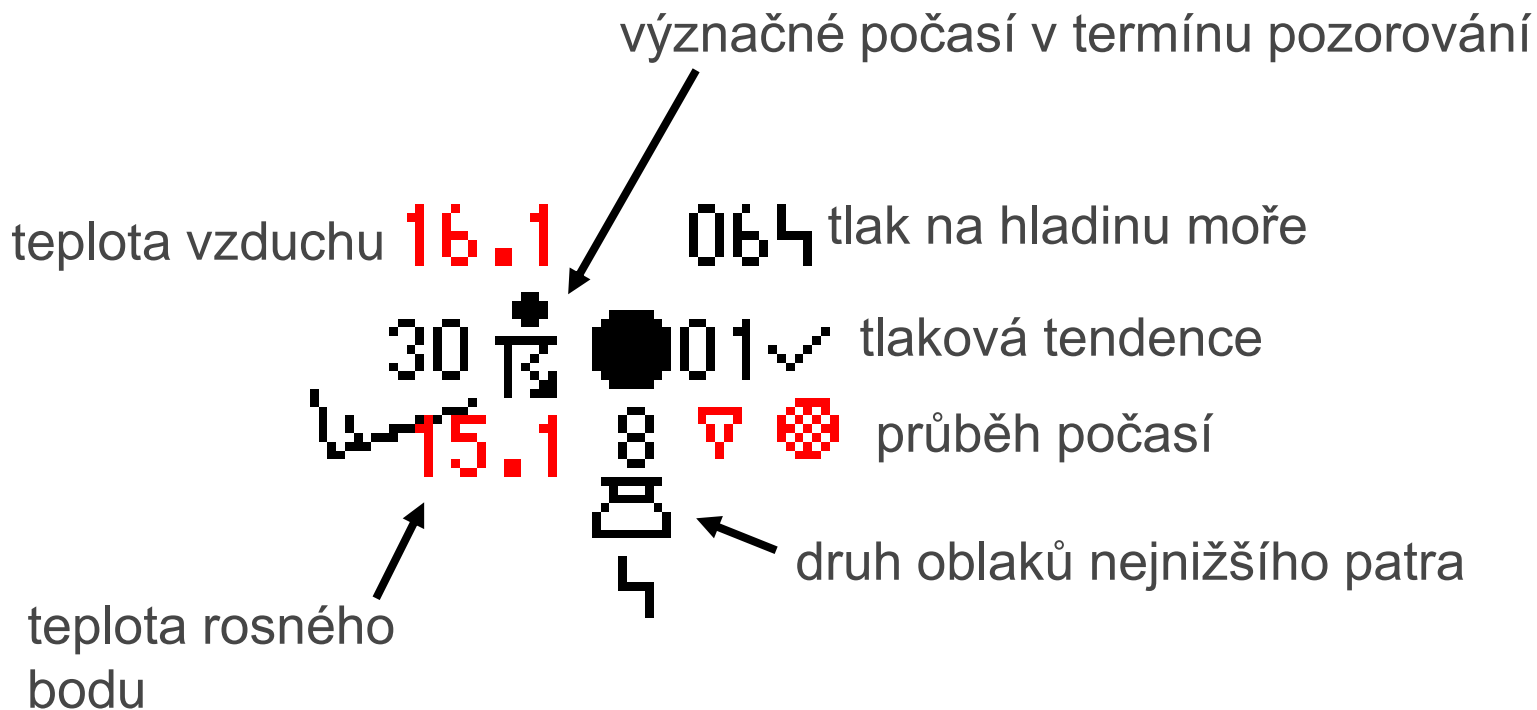 význačné počasí v termínu pozorování
teplota vzduchu 16.1 064 tlak na hladinu moře
30 01 tlaková tendence
15.1 8 průběh počasí
druh oblaků nejnižšího patra
4
teplota rosného
bodu